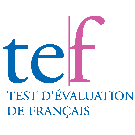 tef
TEST D'ÉVALUATION
DE FRANÇAIS